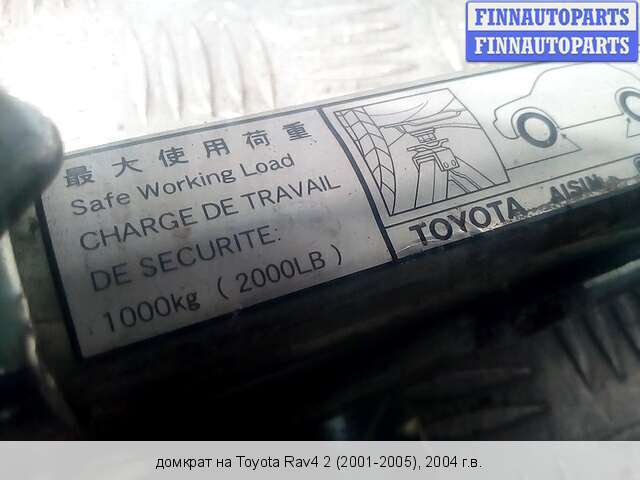 FINNAUTOPARTS
FINNAUTOPARTS
最大使用荷重
Safe Working Load
CHARGE DE TRAVAIL
DE SECURITE:
1000kg ( 2000LB )
TOYOTA AISIN
домкрат на Toyota Rav4 2 (2001-2005), 2004 г.в.